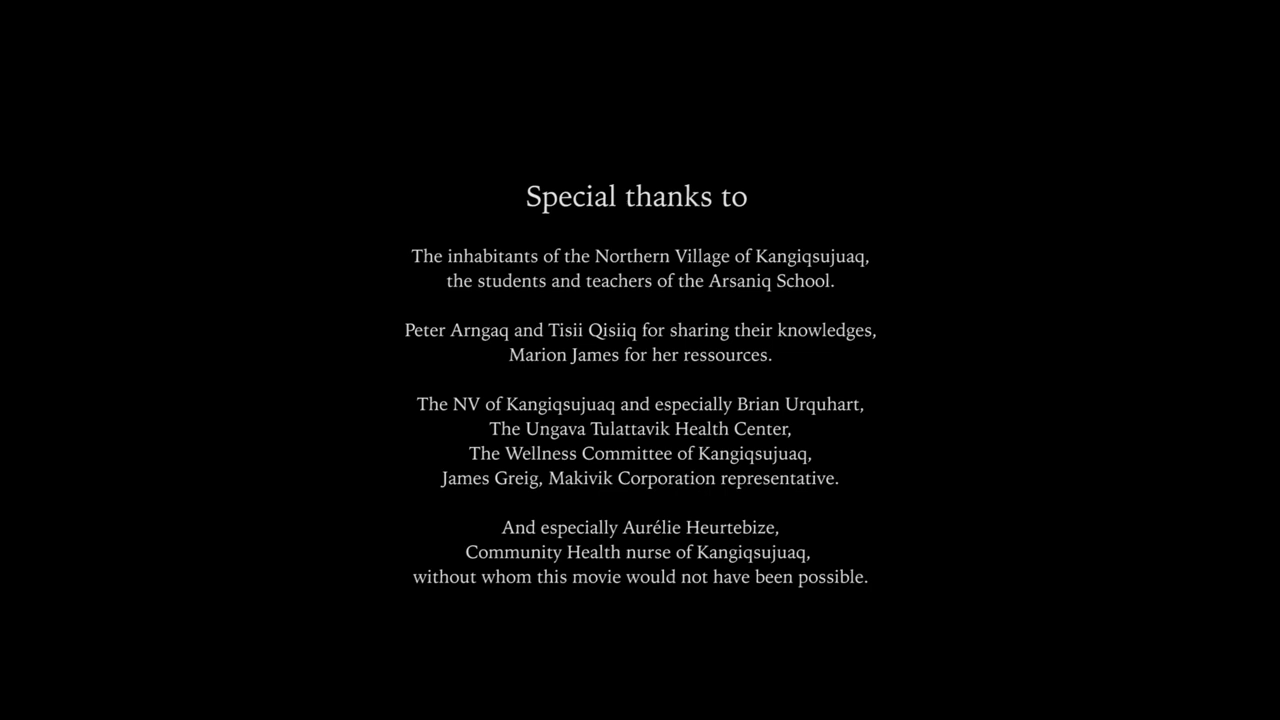 Special thanks to
The inhabitants of the Northern Village of Kangiqsujuaq,
the students and teachers of the Arsaniq School.
Peter Arngaq and Tisii Qisiiq for sharing their knowledges,
Marion James for her ressources.
The NV of Kangiqsujuaq and especially Brian Urquhart,
The Ungava Tulattavik Health Center,
The Wellness Committee of Kangiqsujuaq,
James Greig, Makivik Corporation representative.
And especially Aurélie Heurtebize,
Community Health nurse of Kangiqsujuaq,
without whom this movie would not have been possible.